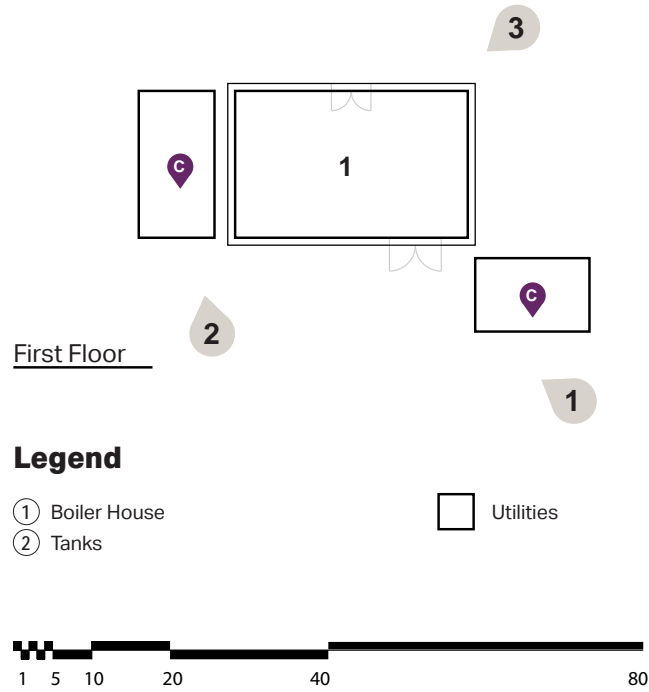 3
C
1
C
2
First Floor
1
Legend
1 Boiler House
Utilities
2 Tanks
1 5 10 20 40 80